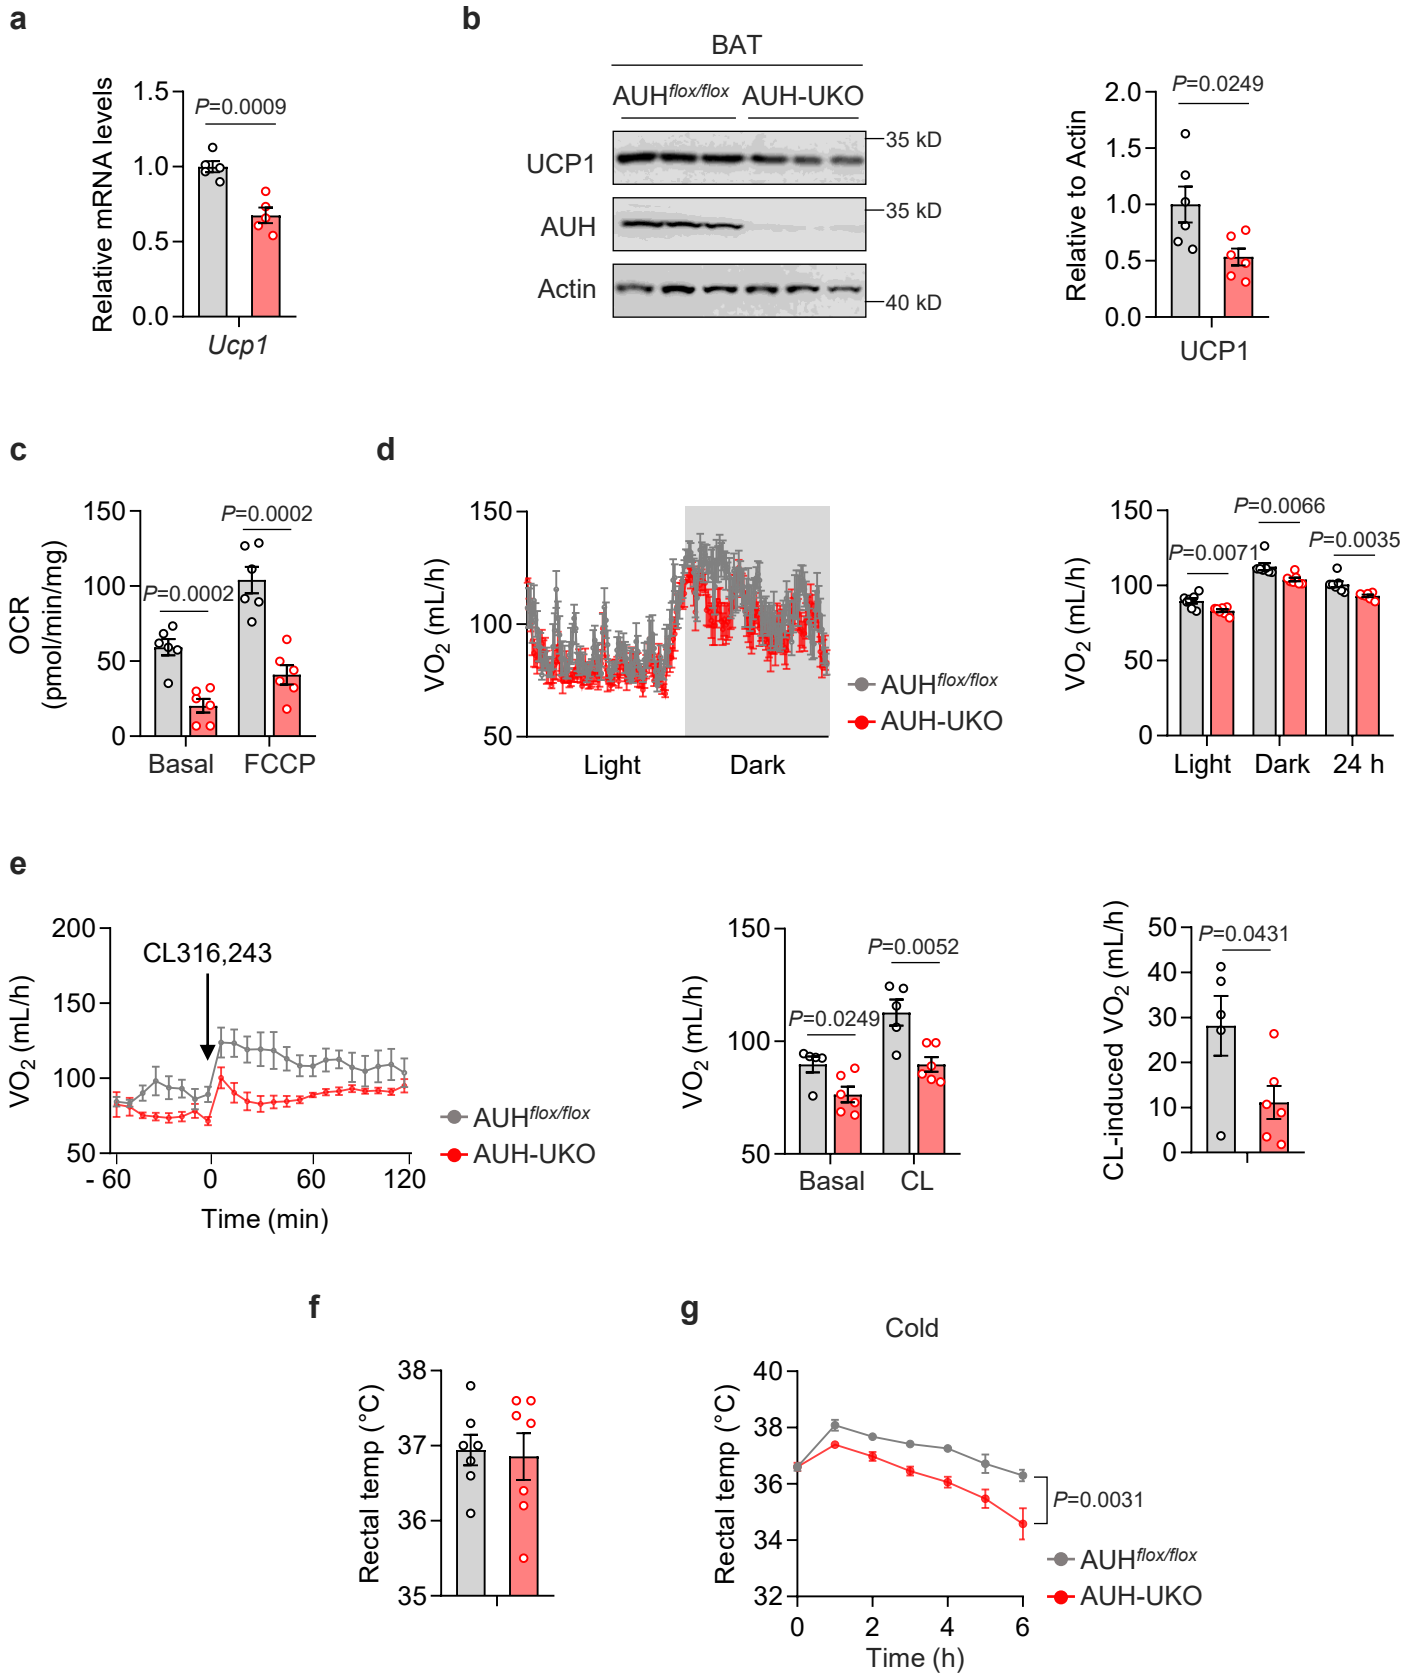 a
Relative mRNA levels
1.5
1.0
0.5
0.0
P=0.0009
Ucp1
b
BAT
AUHflox/flox AUH-UKO
UCP1
35 kD
AUH
35 kD
Actin
40 kD
Relative to Actin
2.0
1.5
1.0
0.5
0.0
P=0.0249
UCP1
c
OCR
(pmol/min/mg)
150
100
50
0
P=0.0002
P=0.0002
Basal FCCP
d
VO2 (mL/h)
150
100
50
Light Dark
AUHflox/flox
AUH-UKO
VO2 (mL/h)
150
100
50
0
P=0.0071
P=0.0066
P=0.0035
Light Dark 24 h
e
VO2 (mL/h)
200
150
100
50
CL316,243
- 60 0 60 120
Time (min)
AUHflox/flox
AUH-UKO
VO2 (mL/h)
150
100
50
P=0.0249
P=0.0052
Basal CL
CL-induced VO2 (mL/h)
50
40
30
20
10
0
P=0.0431
f
Rectal temp (°C)
38
37
36
35
g
Cold
Rectal temp (°C)
40
38
36
34
32
P=0.0031
0 2 4 6
Time (h)
AUHflox/flox
AUH-UKO